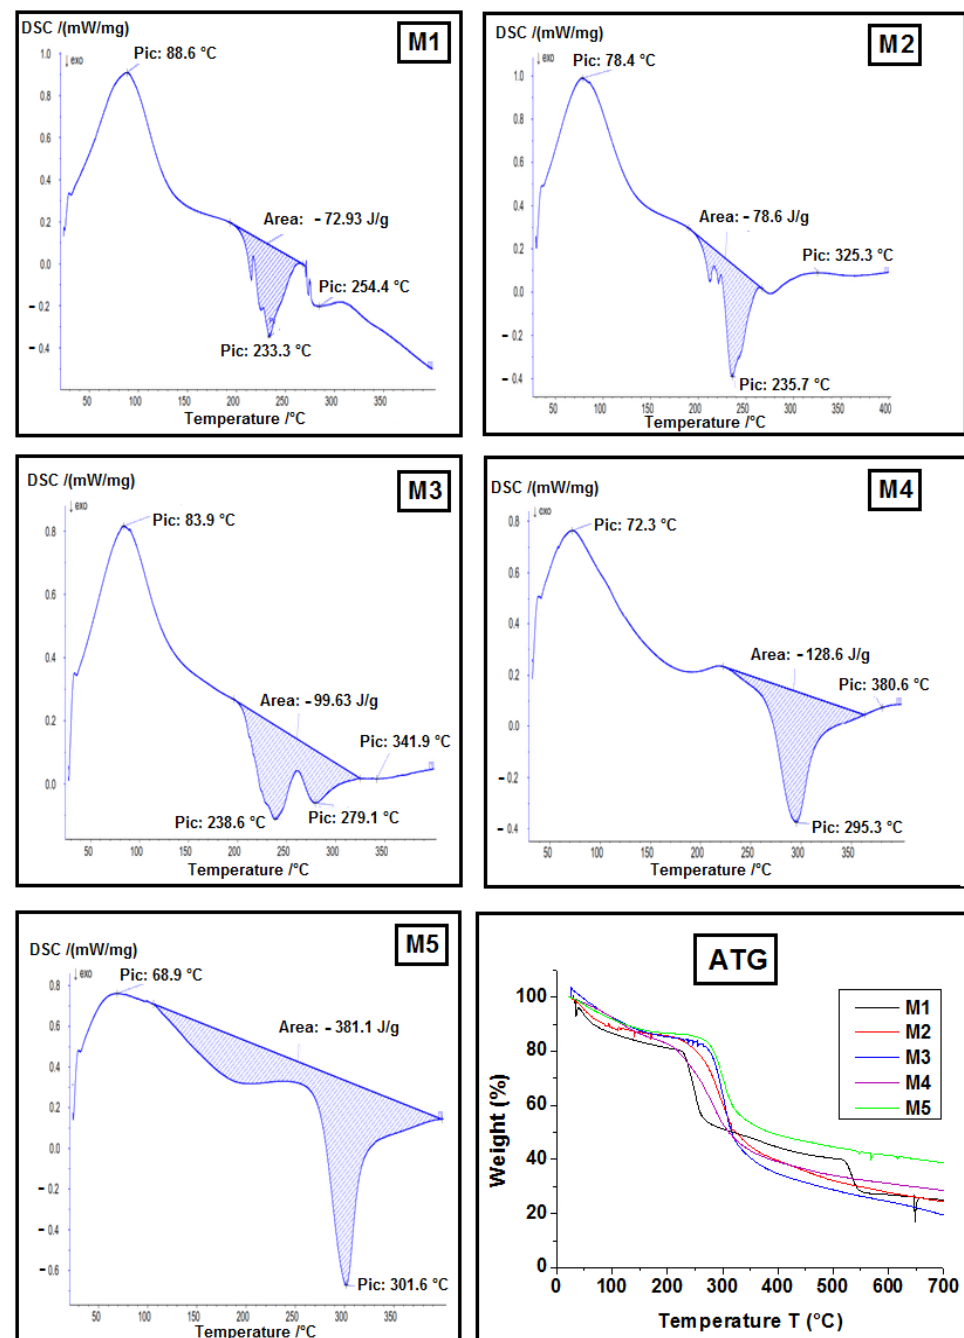 DSC /(mW/mg)
M1
↓ exo
Pic: 88.6 °C
1.0
0.8
0.6
0.4
0.2
0.0
－0.2
－0.4
Area: －72.93 J/g
Pic: 254.4 °C
Pic: 233.3 °C
50 100 150 200 250 300 350
Temperature /°C
DSC /(mW/mg)
M2
↓ exo
Pic: 78.4 °C
1.0
0.8
0.6
0.4
0.2
0.0
－0.2
－0.4
Area: －78.6 J/g
Pic: 325.3 °C
Pic: 235.7 °C
50 100 150 200 250 300 350 400
Temperature /°C
DSC /(mW/mg)
M3
↓ exo
Pic: 83.9 °C
0.8
0.6
0.4
0.2
0.0
Area: －99.63 J/g
Pic: 341.9 °C
Pic: 238.6 °C
Pic: 279.1 °C
50 100 150 200 250 300 350
Temperature /°C
DSC /(mW/mg)
M4
↓ exo
Pic: 72.3 °C
0.8
0.6
0.4
0.2
0.0
－0.2
－0.4
Area: －128.6 J/g
Pic: 380.6 °C
Pic: 295.3 °C
50 100 150 200 250 300 350
Temperature /°C
DSC /(mW/mg)
M5
↓ exo
Pic: 68.9 °C
0.8
0.6
0.4
0.2
0.0
－0.2
－0.4
－0.6
Area: －381.1 J/g
Pic: 301.6 °C
50 100 150 200 250 300 350 400
Temperature /°C
ATG
M1
M2
M3
M4
M5
100
80
60
40
20
0
Weight (%)
0 100 200 300 400 500 600 700
Temperature T (°C)